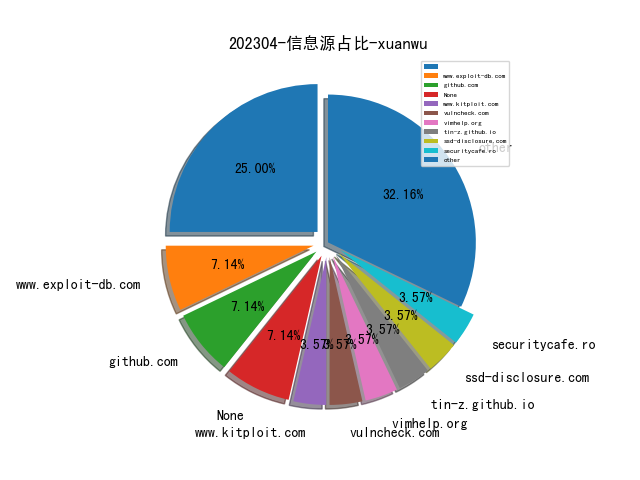 202304-信息源占比-xuanwu
www.exploit-db.com
github.com
None
www.kitploit.com
vulncheck.com
vimhelp.org
tin-z.github.io
ssd-disclosure.com
securitycafe.ro
other
other
25.00%
32.16%
7.14%
www.exploit-db.com
7.14%
github.com
7.14%
None
3.57%
www.kitploit.com
3.57%
vulncheck.com
3.57%
vimhelp.org
3.57%
tin-z.github.io
3.57%
ssd-disclosure.com
3.57%
securitycafe.ro